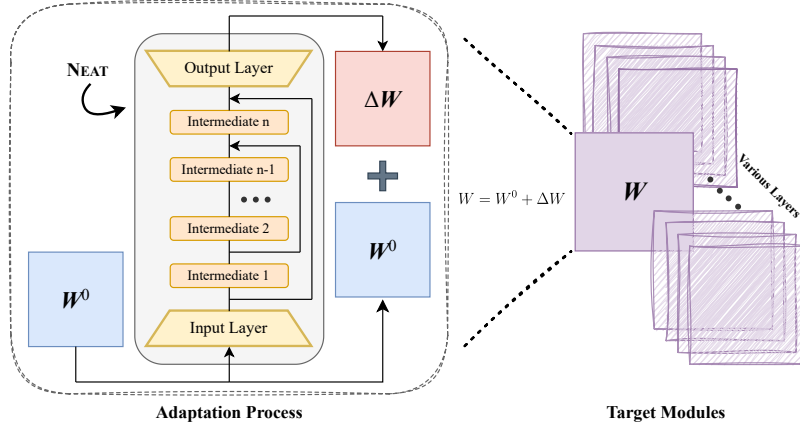 NEAT
Output Layer
Intermediate n
Intermediate n-1
Intermediate 2
Intermediate 1
Input Layer
W⁰
ΔW
W⁰
W = W⁰ + ΔW
W
Various Layers
Adaptation Process
Target Modules